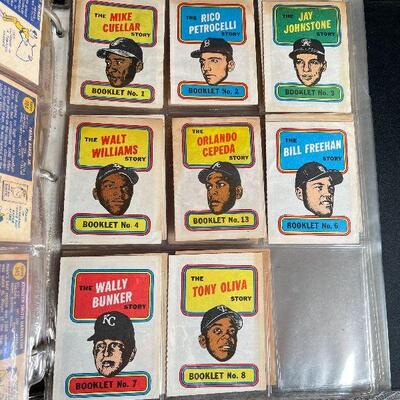 THE
MIKE
CUELLAR
STORY
BOOKLET No. 1
THE
RICO
PETROCELLI
STORY
BOOKLET No. 2
THE
JAY
JOHNSTONE
STORY
BOOKLET No. 3
THE
WALT
WILLIAMS
STORY
BOOKLET No. 4
THE
ORLANDO
CEPEDA
STORY
BOOKLET No. 13
THE
BILL FREEHAN
STORY
BOOKLET No. 6
THE
WALLY
BUNKER
STORY
KC
BOOKLET No. 7
THE
TONY OLIVA
STORY
BOOKLET No. 8